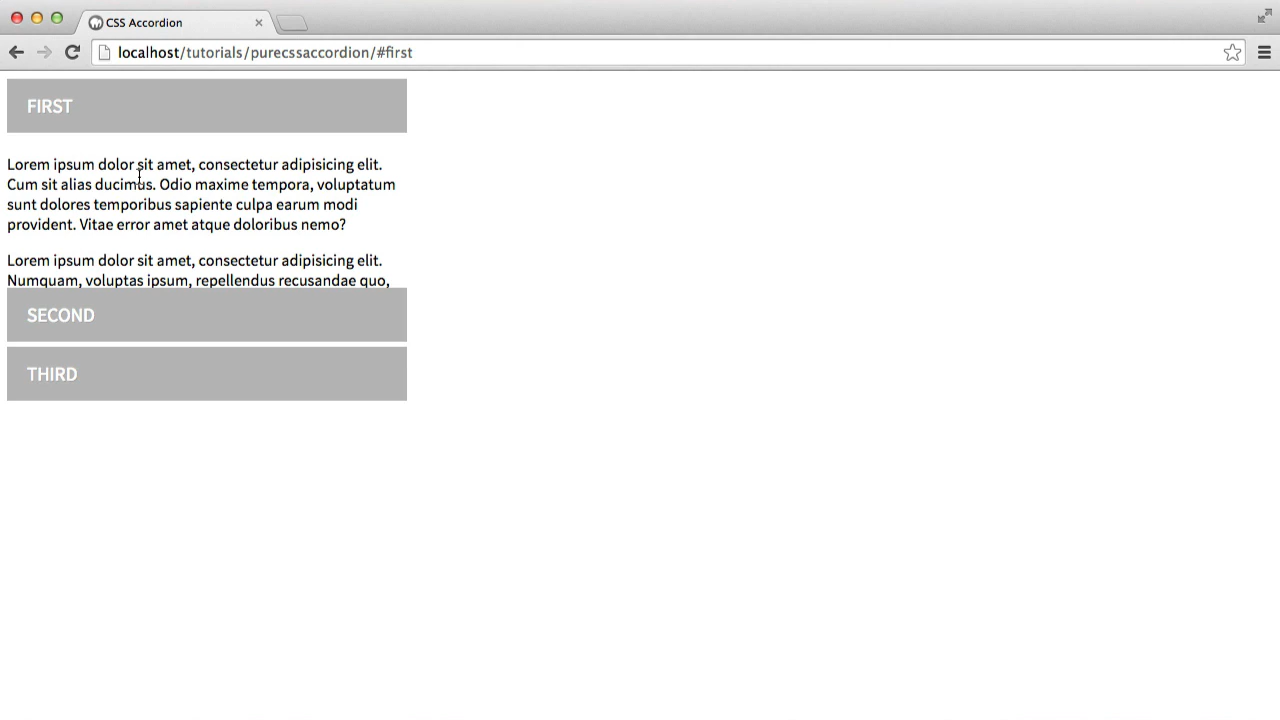 CSS Accordion
localhost/tutorials/purecssaccordion/#first
FIRST
Lorem ipsum dolor sit amet, consectetur adipisicing elit.
Cum sit alias ducimus. Odio maxime tempora, voluptatum
sunt dolores temporibus sapiente culpa earum modi
provident. Vitae error amet atque doloribus nemo?
Lorem ipsum dolor sit amet, consectetur adipisicing elit.
Numquam, voluptas ipsum, repellendus recusandae quo,
SECOND
THIRD